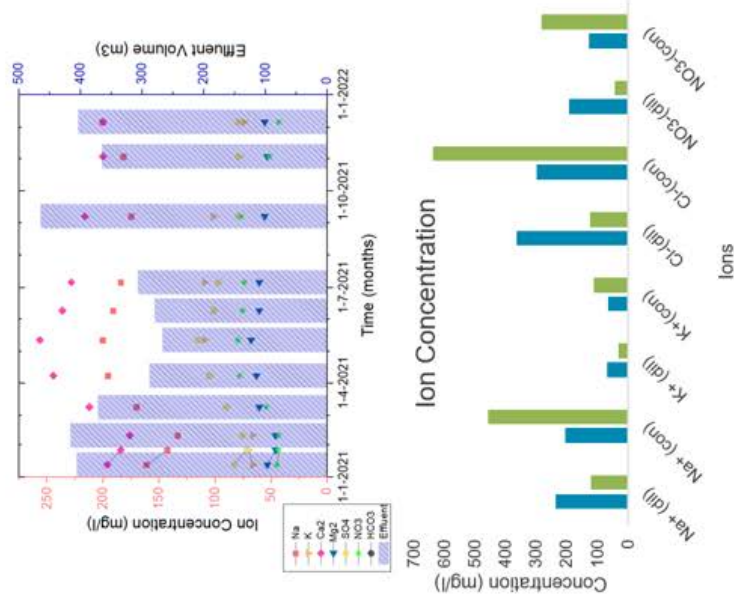 Effluent Volume (m3)
500
400
300
200
100
0
Ion Concentration (mg/l)
250
200
150
100
50
0
1-1-2021
1-4-2021
1-7-2021
1-10-2021
1-1-2022
Time (months)
Na
K
Ca2
Mg2
SO4
NO3
HCO3
Effluent
Ion Concentration
Concentration (mg/l)
700
600
500
400
300
200
100
0
Na+ (dil)
Na+ (con)
K+ (dil)
K+ (con)
Cl-(dil)
Cl-(con)
NO3-(dil)
NO3-(con)
Ions